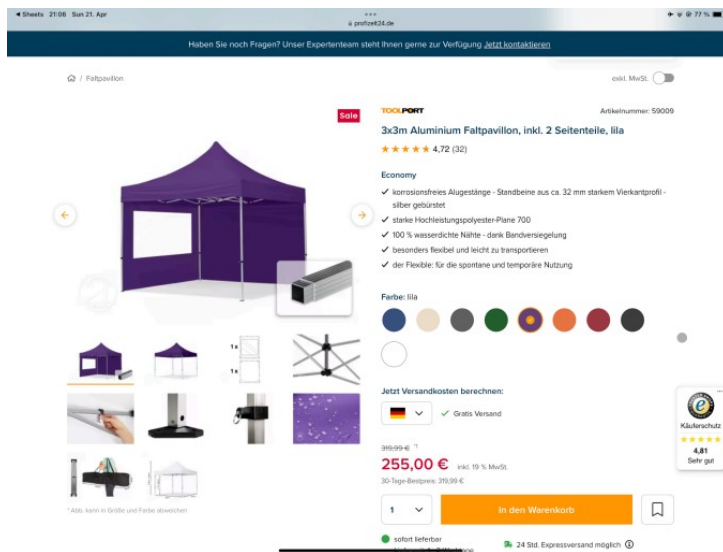 Sheets 21:06 Sun 21. Apr
profizelt24.de
77 %
Haben Sie noch Fragen? Unser Expertenteam steht Ihnen gerne zur Verfügung Jetzt kontaktieren
/ Faltpavillon
exkl. MwSt.
Sale
TOOLPORT
Artikelnummer: 59009
3x3m Aluminium Faltpavillon, inkl. 2 Seitenteile, lila
4,72 (32)
Economy
korrosionsfreies Alugestänge - Standbeine aus ca. 32 mm starkem Vierkantprofil -
silber gebürstet
starke Hochleistungspolyester-Plane 700
100 % wasserdichte Nähte - dank Bandversiegelung
besonders flexibel und leicht zu transportieren
der Flexible: für die spontane und temporäre Nutzung
Farbe: lila
1 x
1 x
Jetzt Versandkosten berechnen:
Gratis Versand
Käuferschutz
4,81
Sehr gut
319,99 € *¹
255,00 € inkl. 19 % MwSt.
30-Tage-Bestpreis: 319,99 €
1
In den Warenkorb
* Abb. kann in Größe und Farbe abweichen
sofort lieferbar
24 Std. Expressversand möglich